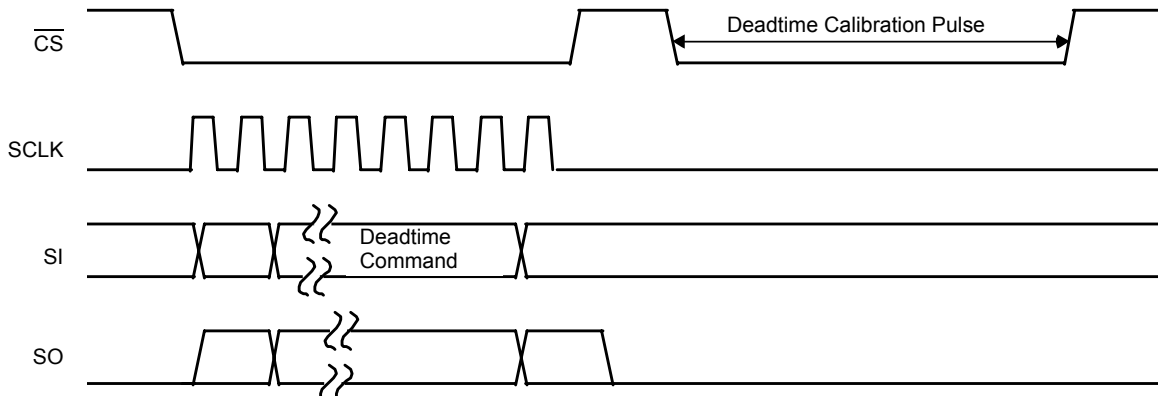 CS
Deadtime Calibration Pulse
SCLK
SI
Deadtime
Command
SO